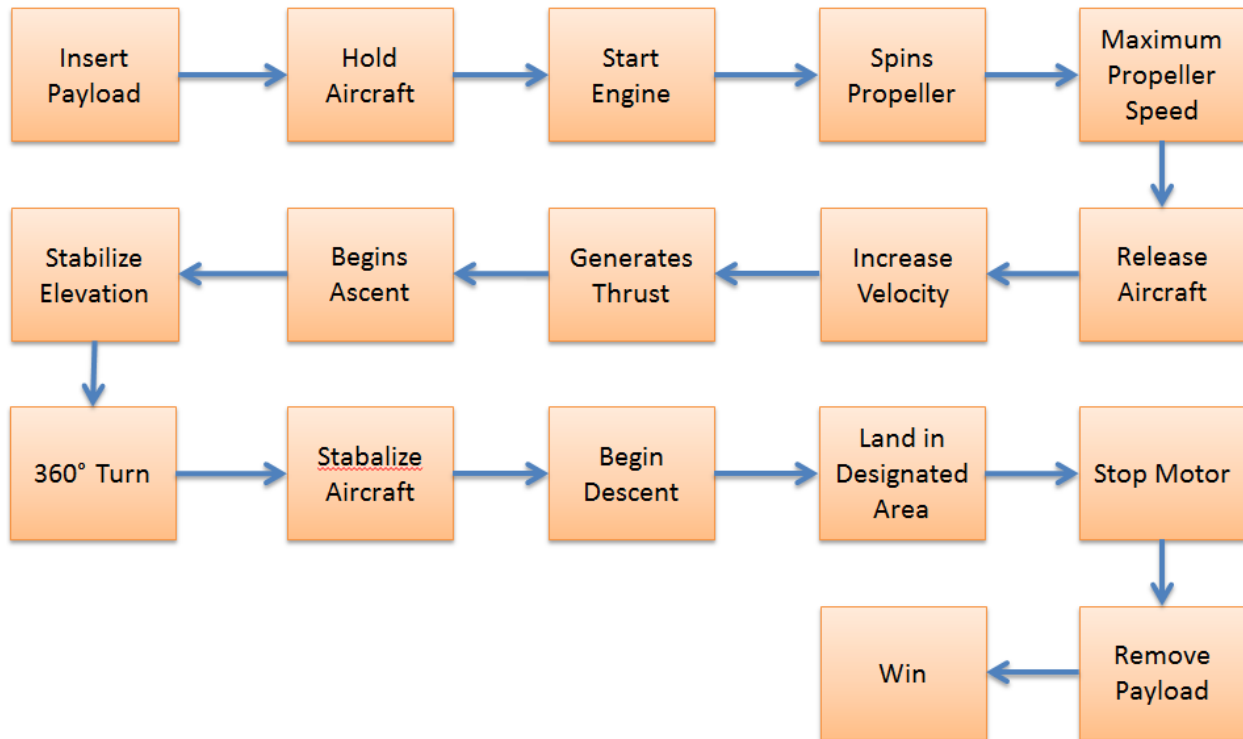 Insert
Payload
Hold
Aircraft
Start
Engine
Spins
Propeller
Maximum
Propeller
Speed
Stabilize
Elevation
Begins
Ascent
Generates
Thrust
Increase
Velocity
Release
Aircraft
360° Turn
Stabalize
Aircraft
Begin
Descent
Land in
Designated
Area
Stop Motor
Win
Remove
Payload